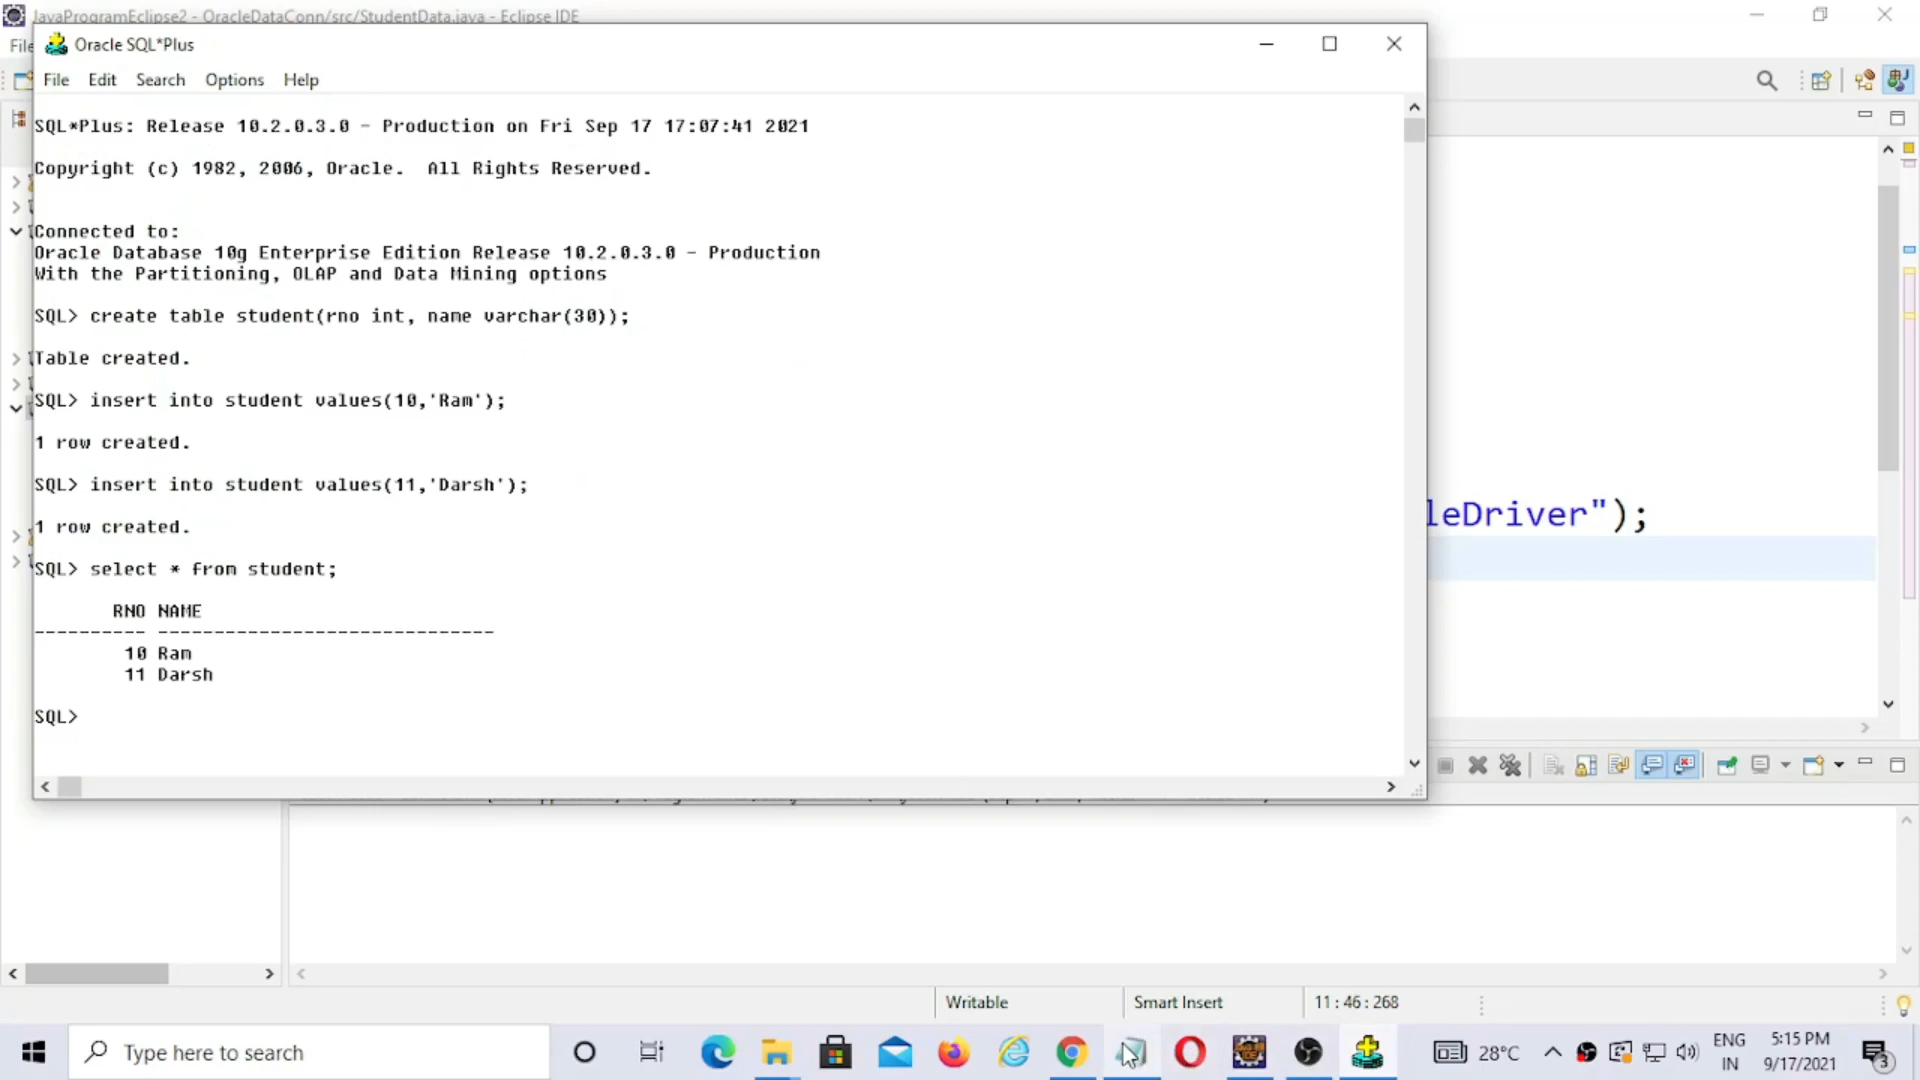 JavaProgramEclipse2 - OracleDataConn/src/StudentData.java - Eclipse IDE
Oracle SQL*Plus
File Edit Search Options Help
SQL*Plus: Release 10.2.0.3.0 - Production on Fri Sep 17 17:07:41 2021
Copyright (c) 1982, 2006, Oracle.  All Rights Reserved.
Connected to:
Oracle Database 10g Enterprise Edition Release 10.2.0.3.0 - Production
With the Partitioning, OLAP and Data Mining options
SQL> create table student(rno int, name varchar(30));
Table created.
SQL> insert into student values(10,'Ram');
1 row created.
SQL> insert into student values(11,'Darsh');
1 row created.
SQL> select * from student;
RNO NAME
---------- ------------------------------
10 Ram
11 Darsh
SQL>
leDriver");
Writable Smart Insert 11 : 46 : 268
Type here to search
28°C
ENG
IN
5:15 PM
9/17/2021
3